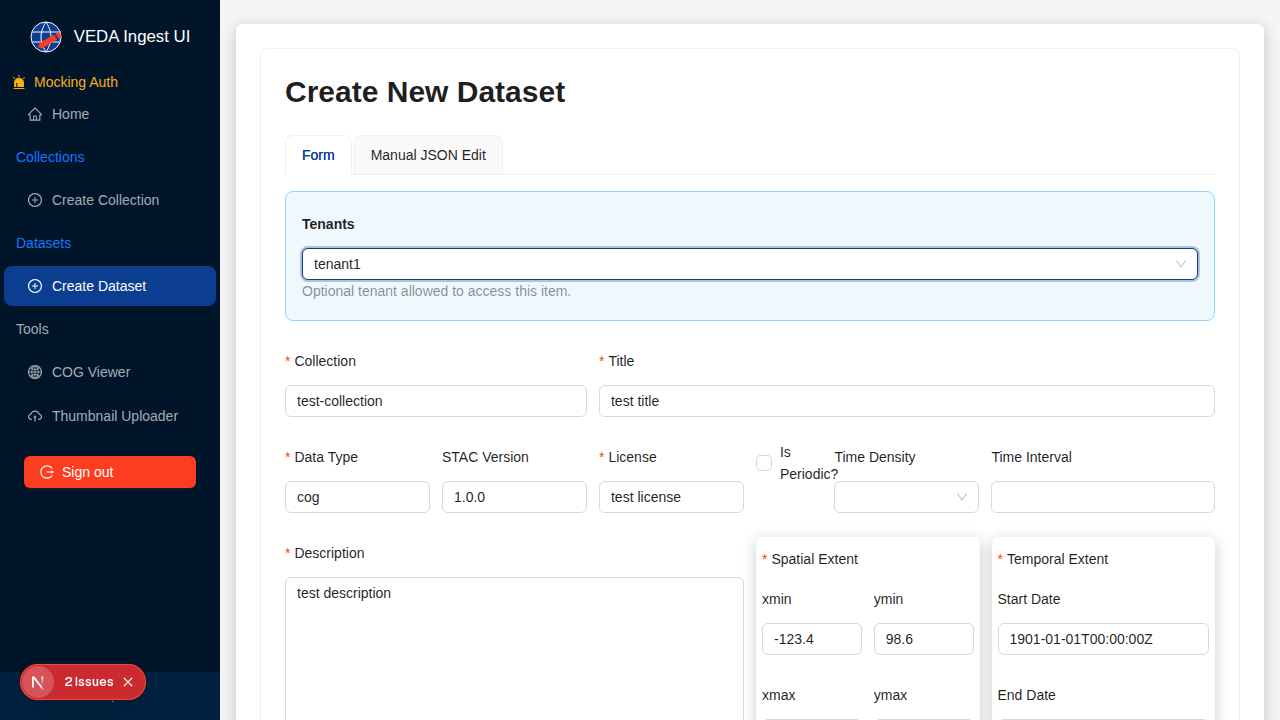 VEDA Ingest UI
Mocking Auth
Home
Collections
Create Collection
Datasets
Create Dataset
Tools
COG Viewer
Thumbnail Uploader
Sign out
2 Issues
Create New Dataset
Form
Manual JSON Edit
Tenants
tenant1
Optional tenant allowed to access this item.
* Collection
* Title
test-collection
test title
* Data Type
STAC Version
* License
Is
Periodic?
Time Density
Time Interval
cog
1.0.0
test license
* Description
test description
* Spatial Extent
xmin
ymin
-123.4
98.6
xmax
ymax
* Temporal Extent
Start Date
1901-01-01T00:00:00Z
End Date